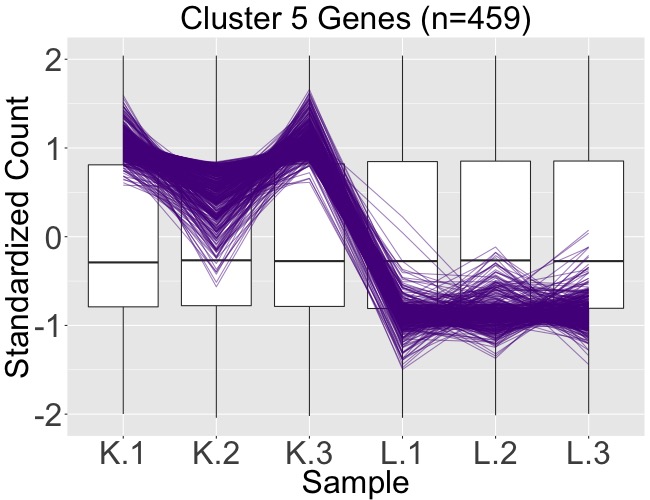 Cluster 5 Genes (n=459)
Standardized Count
2
1
0
-1
-2
K.1 K.2 K.3 L.1 L.2 L.3
Sample